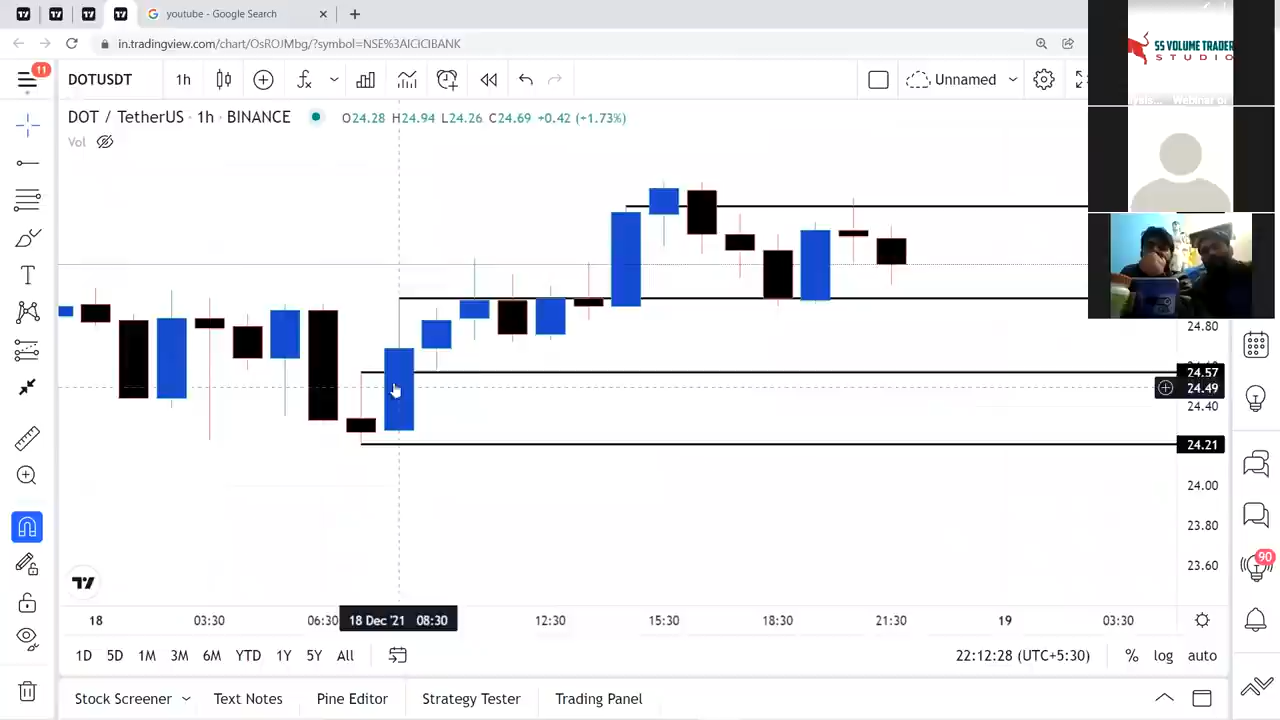 youtube - Google Search
in.tradingview.com/chart/OsROJMbg/?symbol=NSE%3AICICIBANK
SS VOLUME TRADER
STUDIO
ysis... Webinar or
11
DOTUSDT
1h
Unnamed
DOT / TetherUS · 1h · BINANCE
O24.28 H24.94 L24.26 C24.69 +0.42 (+1.73%)
Vol
24.80
24.57
24.49
24.40
24.21
24.00
23.80
23.60
90
18
03:30
06:30
18 Dec '21 08:30
12:30
15:30
18:30
21:30
19
03:30
1D 5D 1M 3M 6M YTD 1Y 5Y All
22:12:28 (UTC+5:30)
% log auto
Stock Screener
Text Notes
Pine Editor
Strategy Tester
Trading Panel